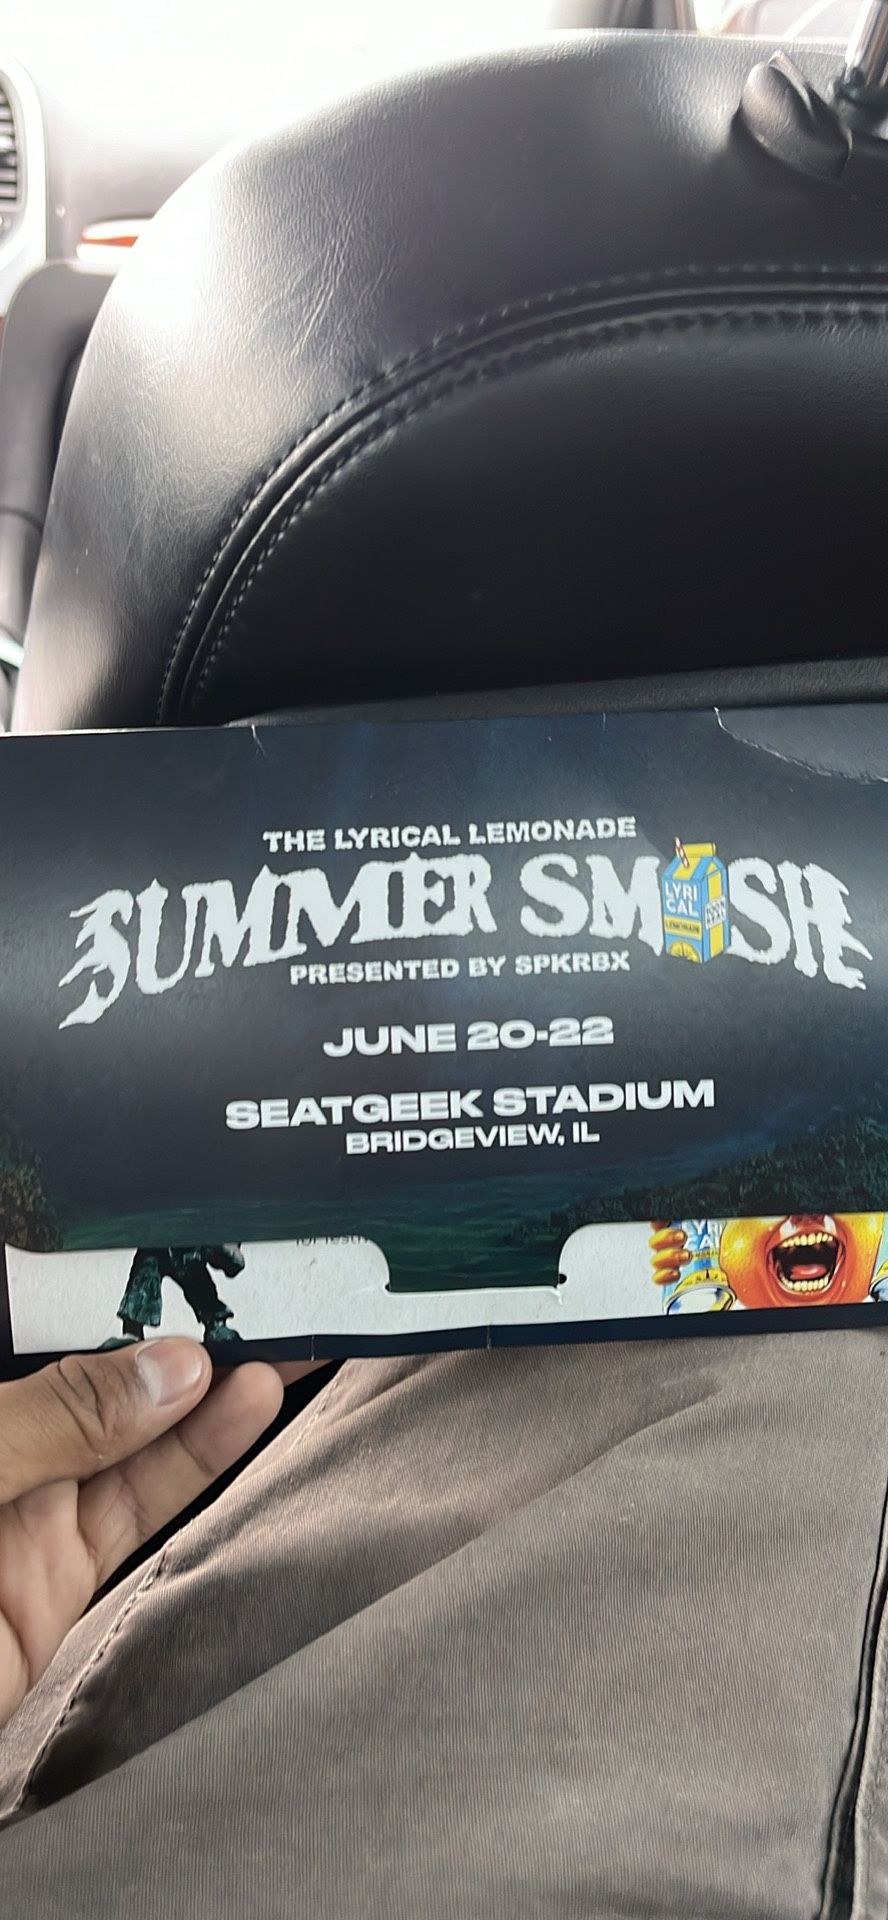 THE LYRICAL LEMONADE
SUMMER SMASH
LYRI
CAL
LEMONADE
PRESENTED BY SPKRBX
JUNE 20-22
SEATGEEK STADIUM
BRIDGEVIEW, IL